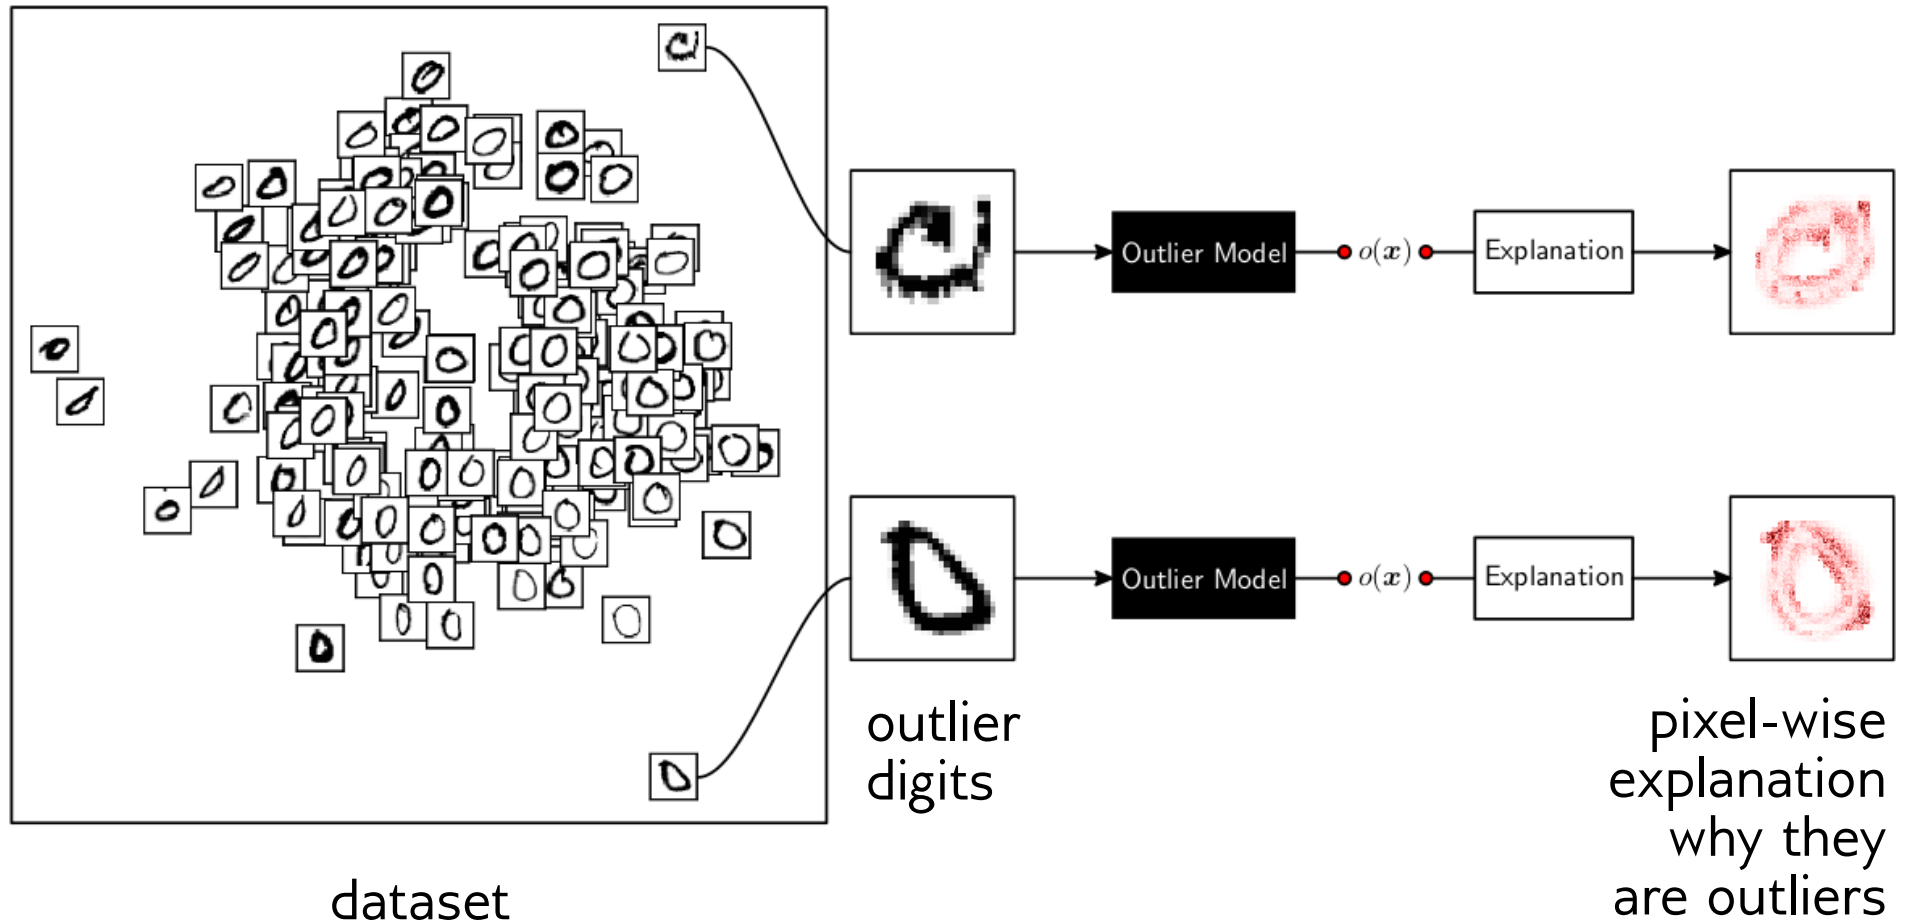 Outlier Model
o(x)
Explanation
Outlier Model
o(x)
Explanation
outlier
digits
pixel-wise
explanation
why they
are outliers
dataset